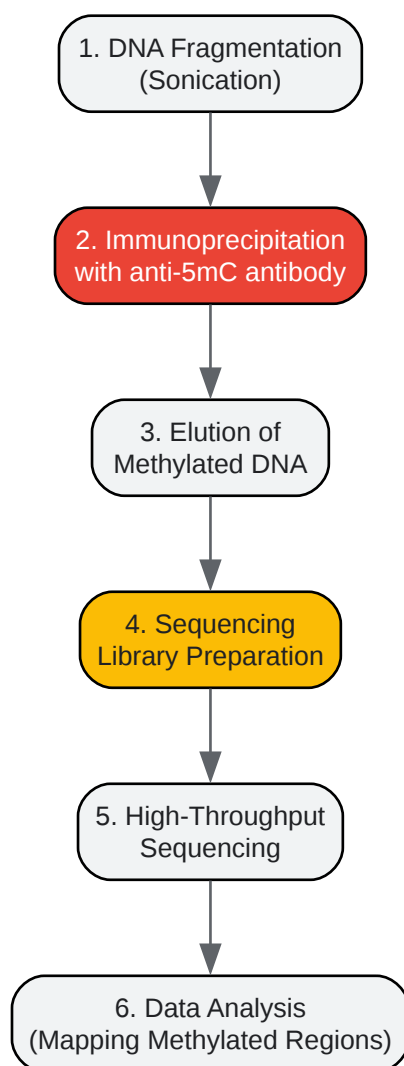 1. DNA Fragmentation
(Sonication)
2. Immunoprecipitation
with anti-5mC antibody
3. Elution of
Methylated DNA
4. Sequencing
Library Preparation
5. High-Throughput
Sequencing
6. Data Analysis
(Mapping Methylated Regions)